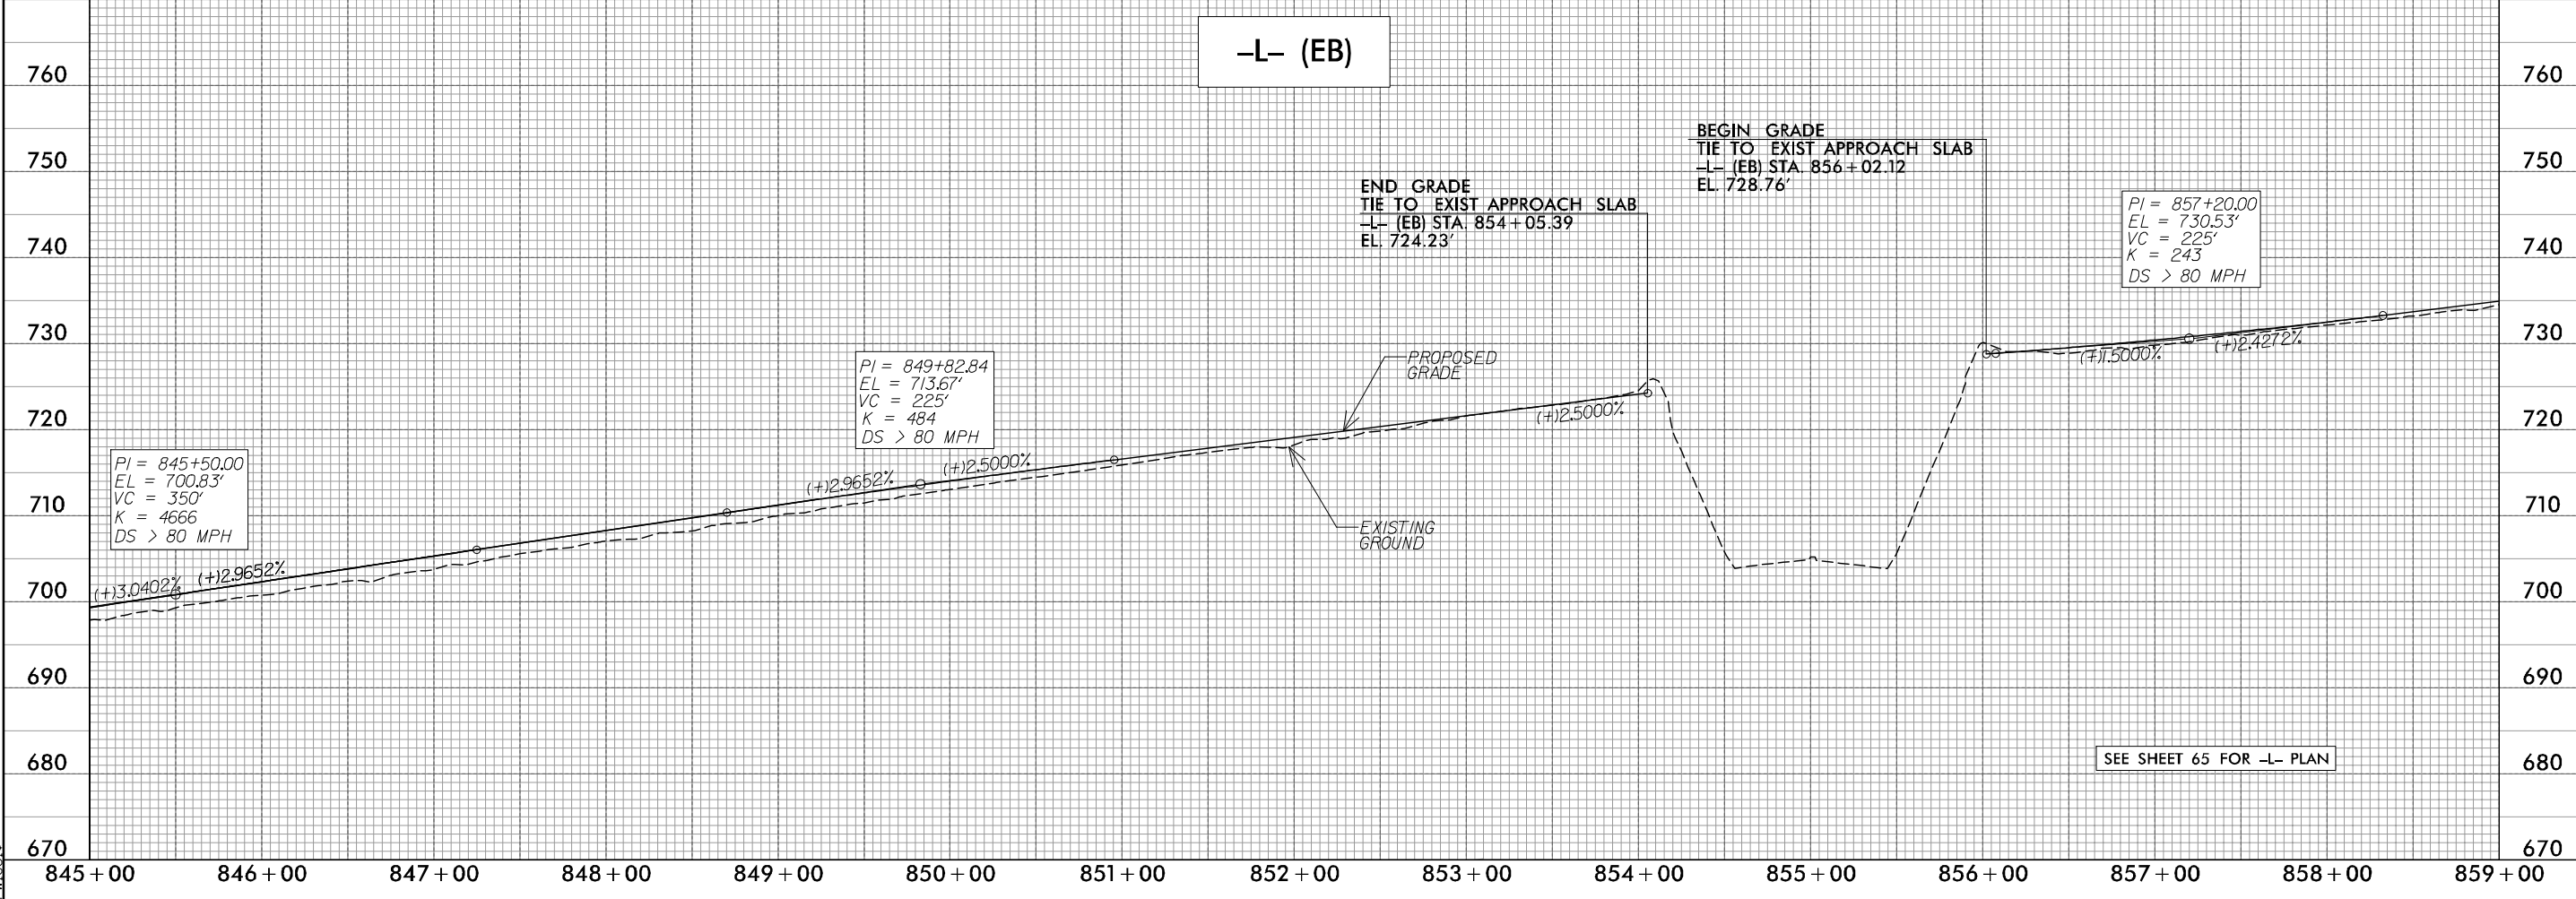 –L– (EB)
760
760
BEGIN GRADE
TIE TO EXIST APPROACH SLAB
–L– (EB) STA. 856+02.12
EL. 728.76'
750
750
END GRADE
TIE TO EXIST APPROACH SLAB
–L– (EB) STA. 854+05.39
EL. 724.23'
PI = 857+20.00
EL = 730.53'
VC = 225'
K = 243
DS > 80 MPH
740
740
730
730
(+)1.5000%
(+)2.4272%
PI = 849+82.84
EL = 713.67'
VC = 225'
K = 484
DS > 80 MPH
PROPOSED
GRADE
720
720
(+)2.5000%
PI = 845+50.00
EL = 700.83'
VC = 350'
K = 4666
DS > 80 MPH
(+)2.9652%
(+)2.5000%
710
710
EXISTING
GROUND
700
700
(+)3.0402%
(+)2.9652%
690
690
680
680
SEE SHEET 65 FOR –L– PLAN
670
670
845+00 846+00 847+00 848+00 849+00 850+00 851+00 852+00 853+00 854+00 855+00 856+00 857+00 858+00 859+00